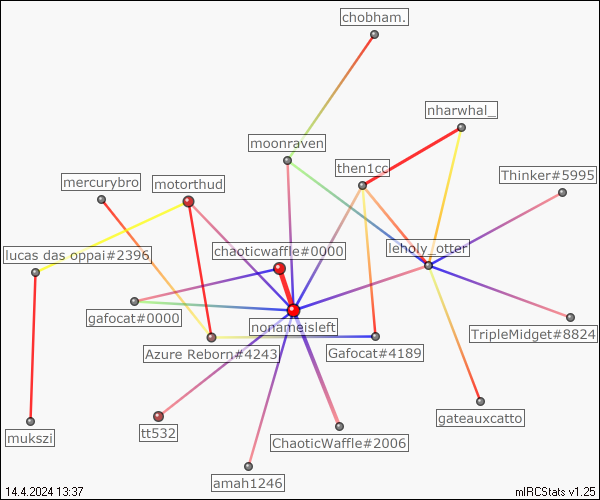 chobham.
nharwhal_
moonraven
then1cc
Thinker#5995
mercurybro
motorthud
chaoticwaffle#0000
leholy_otter
lucas das oppai#2396
gafocat#0000
nonameisleft
TripleMidget#8824
Azure Reborn#4243
Gafocat#4189
gateauxcatto
mukszi
tt532
ChaoticWaffle#2006
amah1246
14.4.2024 13:37
mIRCStats v1.25